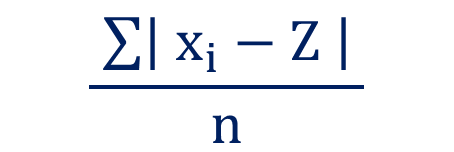 ∑| xᵢ − Z |
n